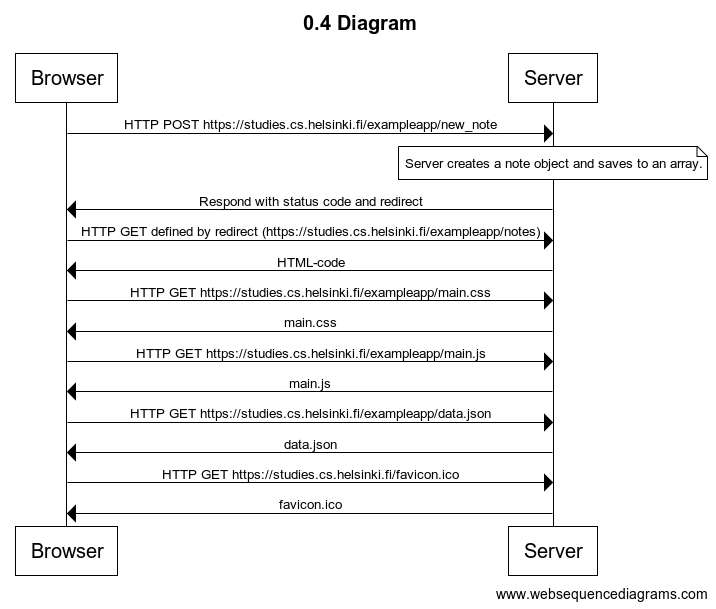 0.4 Diagram
Browser
Server
HTTP POST https://studies.cs.helsinki.fi/exampleapp/new_note
Server creates a note object and saves to an array.
Respond with status code and redirect
HTTP GET defined by redirect (https://studies.cs.helsinki.fi/exampleapp/notes)
HTML-code
HTTP GET https://studies.cs.helsinki.fi/exampleapp/main.css
main.css
HTTP GET https://studies.cs.helsinki.fi/exampleapp/main.js
main.js
HTTP GET https://studies.cs.helsinki.fi/exampleapp/data.json
data.json
HTTP GET https://studies.cs.helsinki.fi/favicon.ico
favicon.ico
Browser
Server
www.websequencediagrams.com